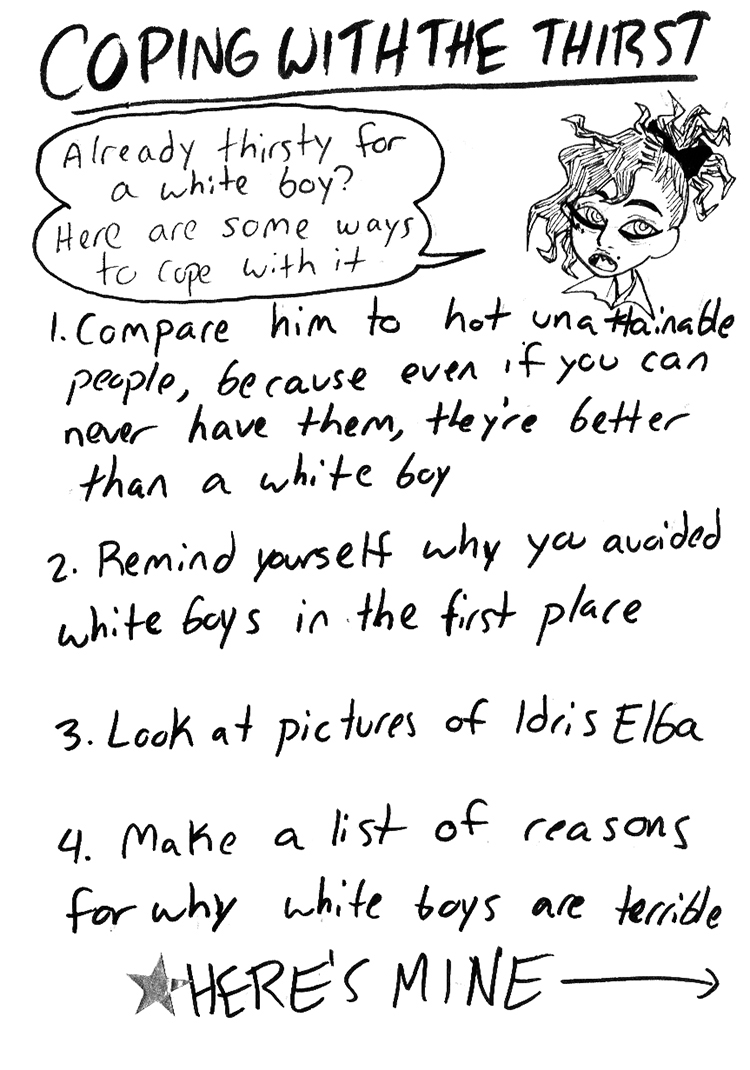 COPING WITH THE THIRST
Already thirsty for
a white boy?
Here are some ways
to cope with it
1. Compare him to hot unattainable
people, because even if you can
never have them, they're better
than a white boy
2. Remind yourself why you avoided
white boys in the first place
3. Look at pictures of Idris Elba
4. Make a list of reasons
for why white boys are terrible
HERE'S MINE